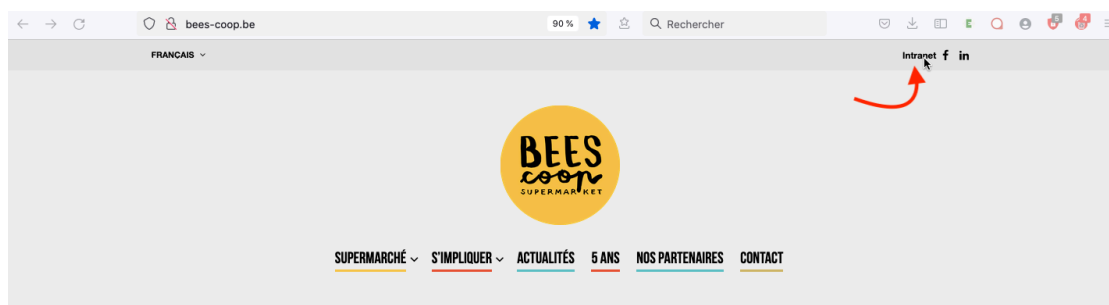 bees-coop.be 90 % Rechercher
FRANÇAIS Intranet f in
BEES
coop
SUPERMARKET
SUPERMARCHÉ S'IMPLIQUER ACTUALITÉS 5 ANS NOS PARTENAIRES CONTACT